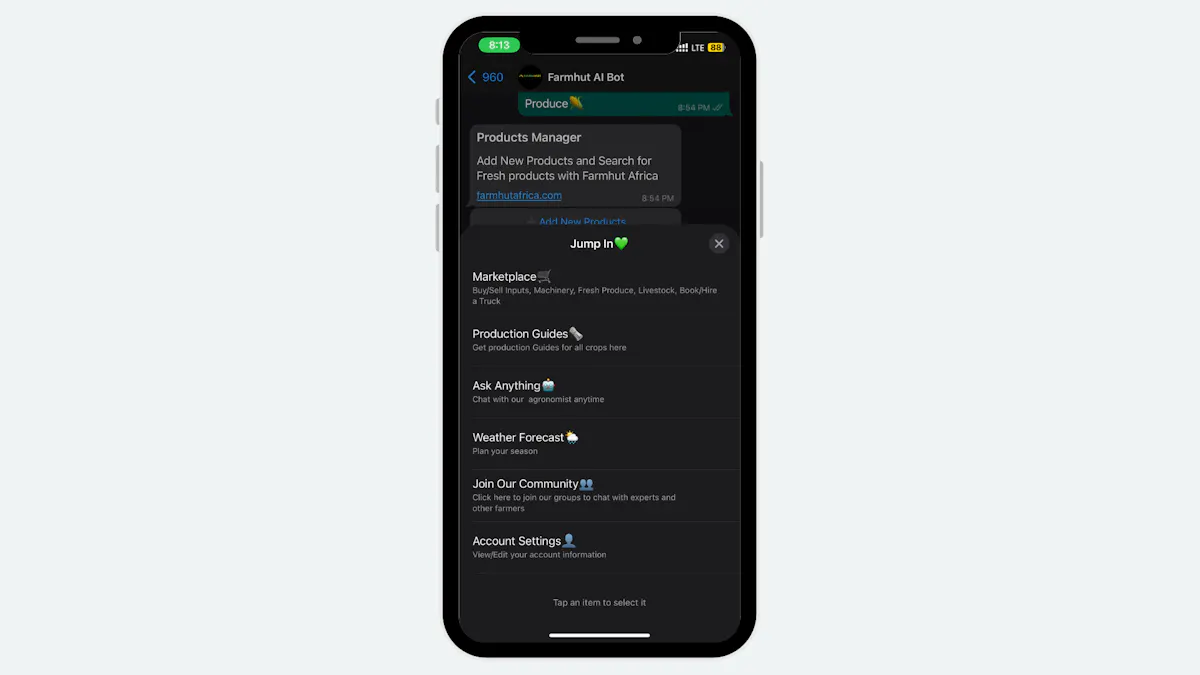 8:13
LTE 88
960
Farmhut AI Bot
Produce🌽
8:54 PM
Products Manager
Add New Products and Search for
Fresh products with Farmhut Africa
farmhutafrica.com
8:54 PM
Add New Products
Jump In💚
Marketplace🛒
Buy/Sell Inputs, Machinery, Fresh Produce, Livestock, Book/Hire
a Truck
Production Guides🗞️
Get production Guides for all crops here
Ask Anything🤖
Chat with our agronomist anytime
Weather Forecast🌦️
Plan your season
Join Our Community👥
Click here to join our groups to chat with experts and
other farmers
Account Settings👤
View/Edit your account information
Tap an item to select it